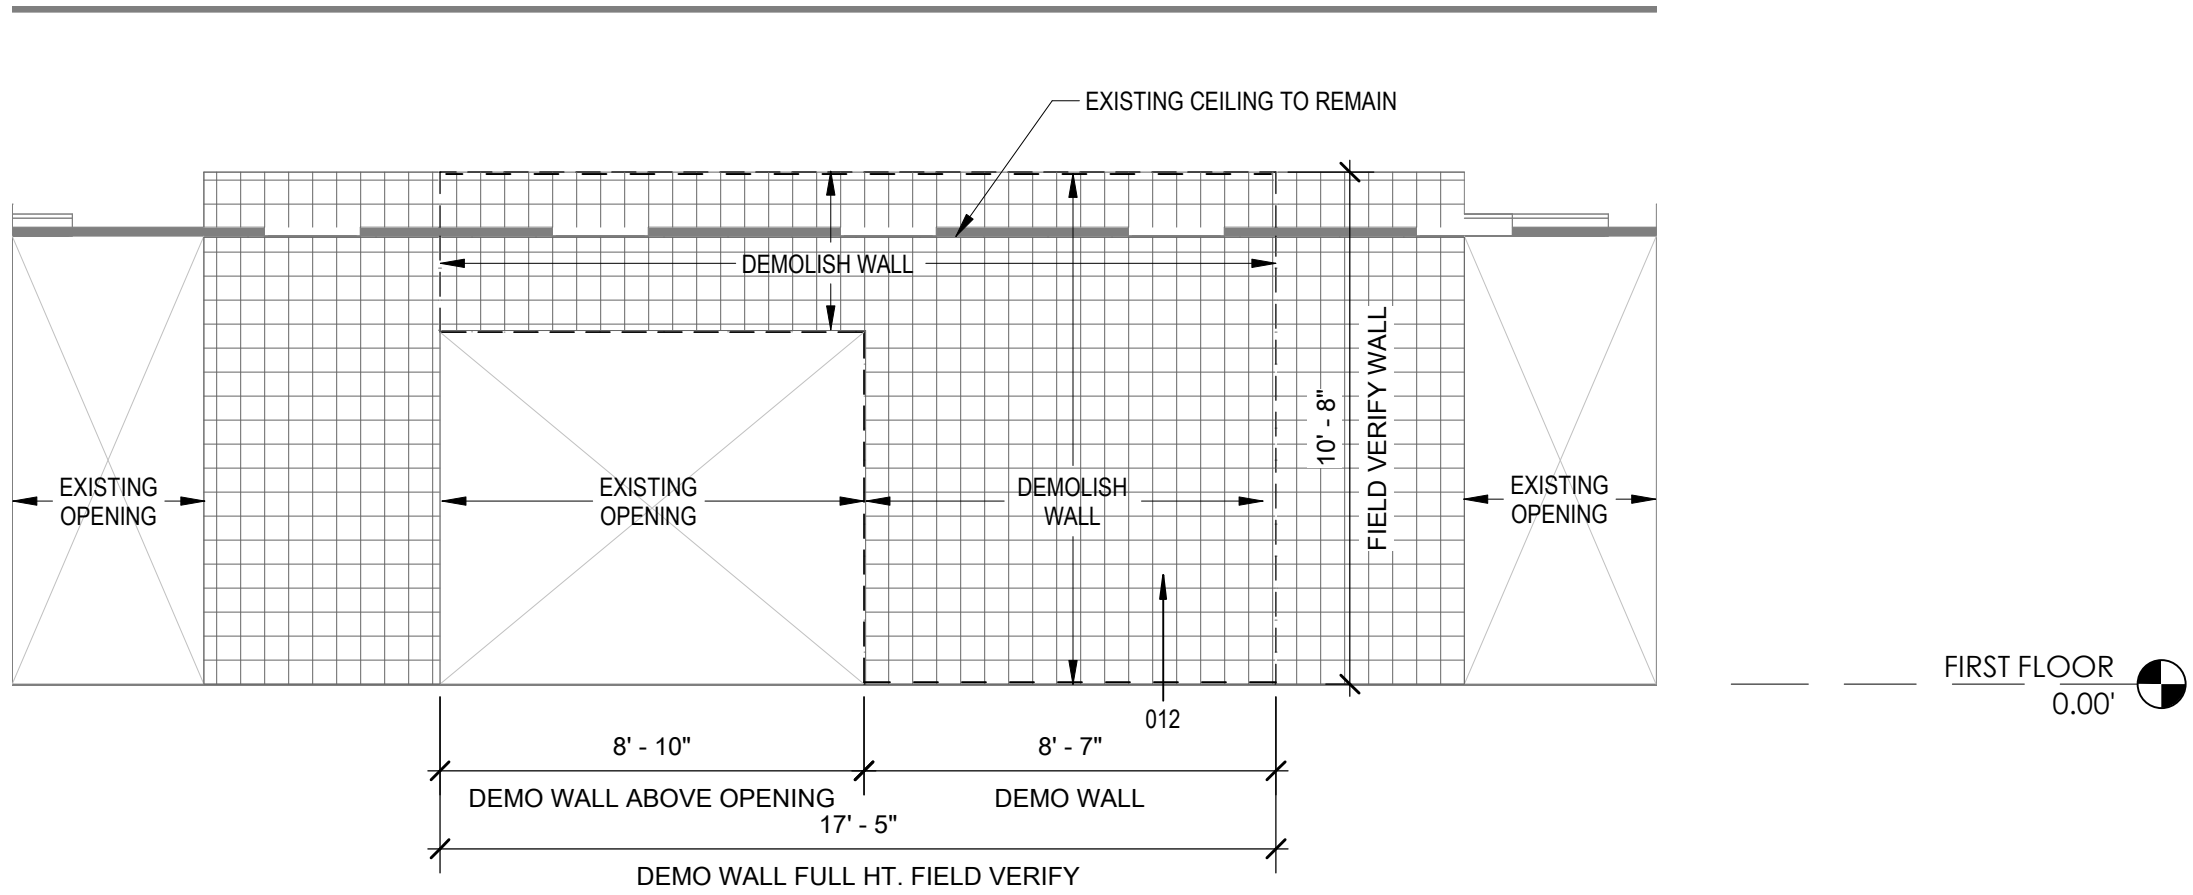 EXISTING CEILING TO REMAIN
DEMOLISH WALL
EXISTING
OPENING
EXISTING
OPENING
DEMOLISH
WALL
10' - 8"
FIELD VERIFY WALL
EXISTING
OPENING
FIRST FLOOR
0.00'
012
8' - 10"
8' - 7"
DEMO WALL ABOVE OPENING
DEMO WALL
17' - 5"
DEMO WALL FULL HT. FIELD VERIFY